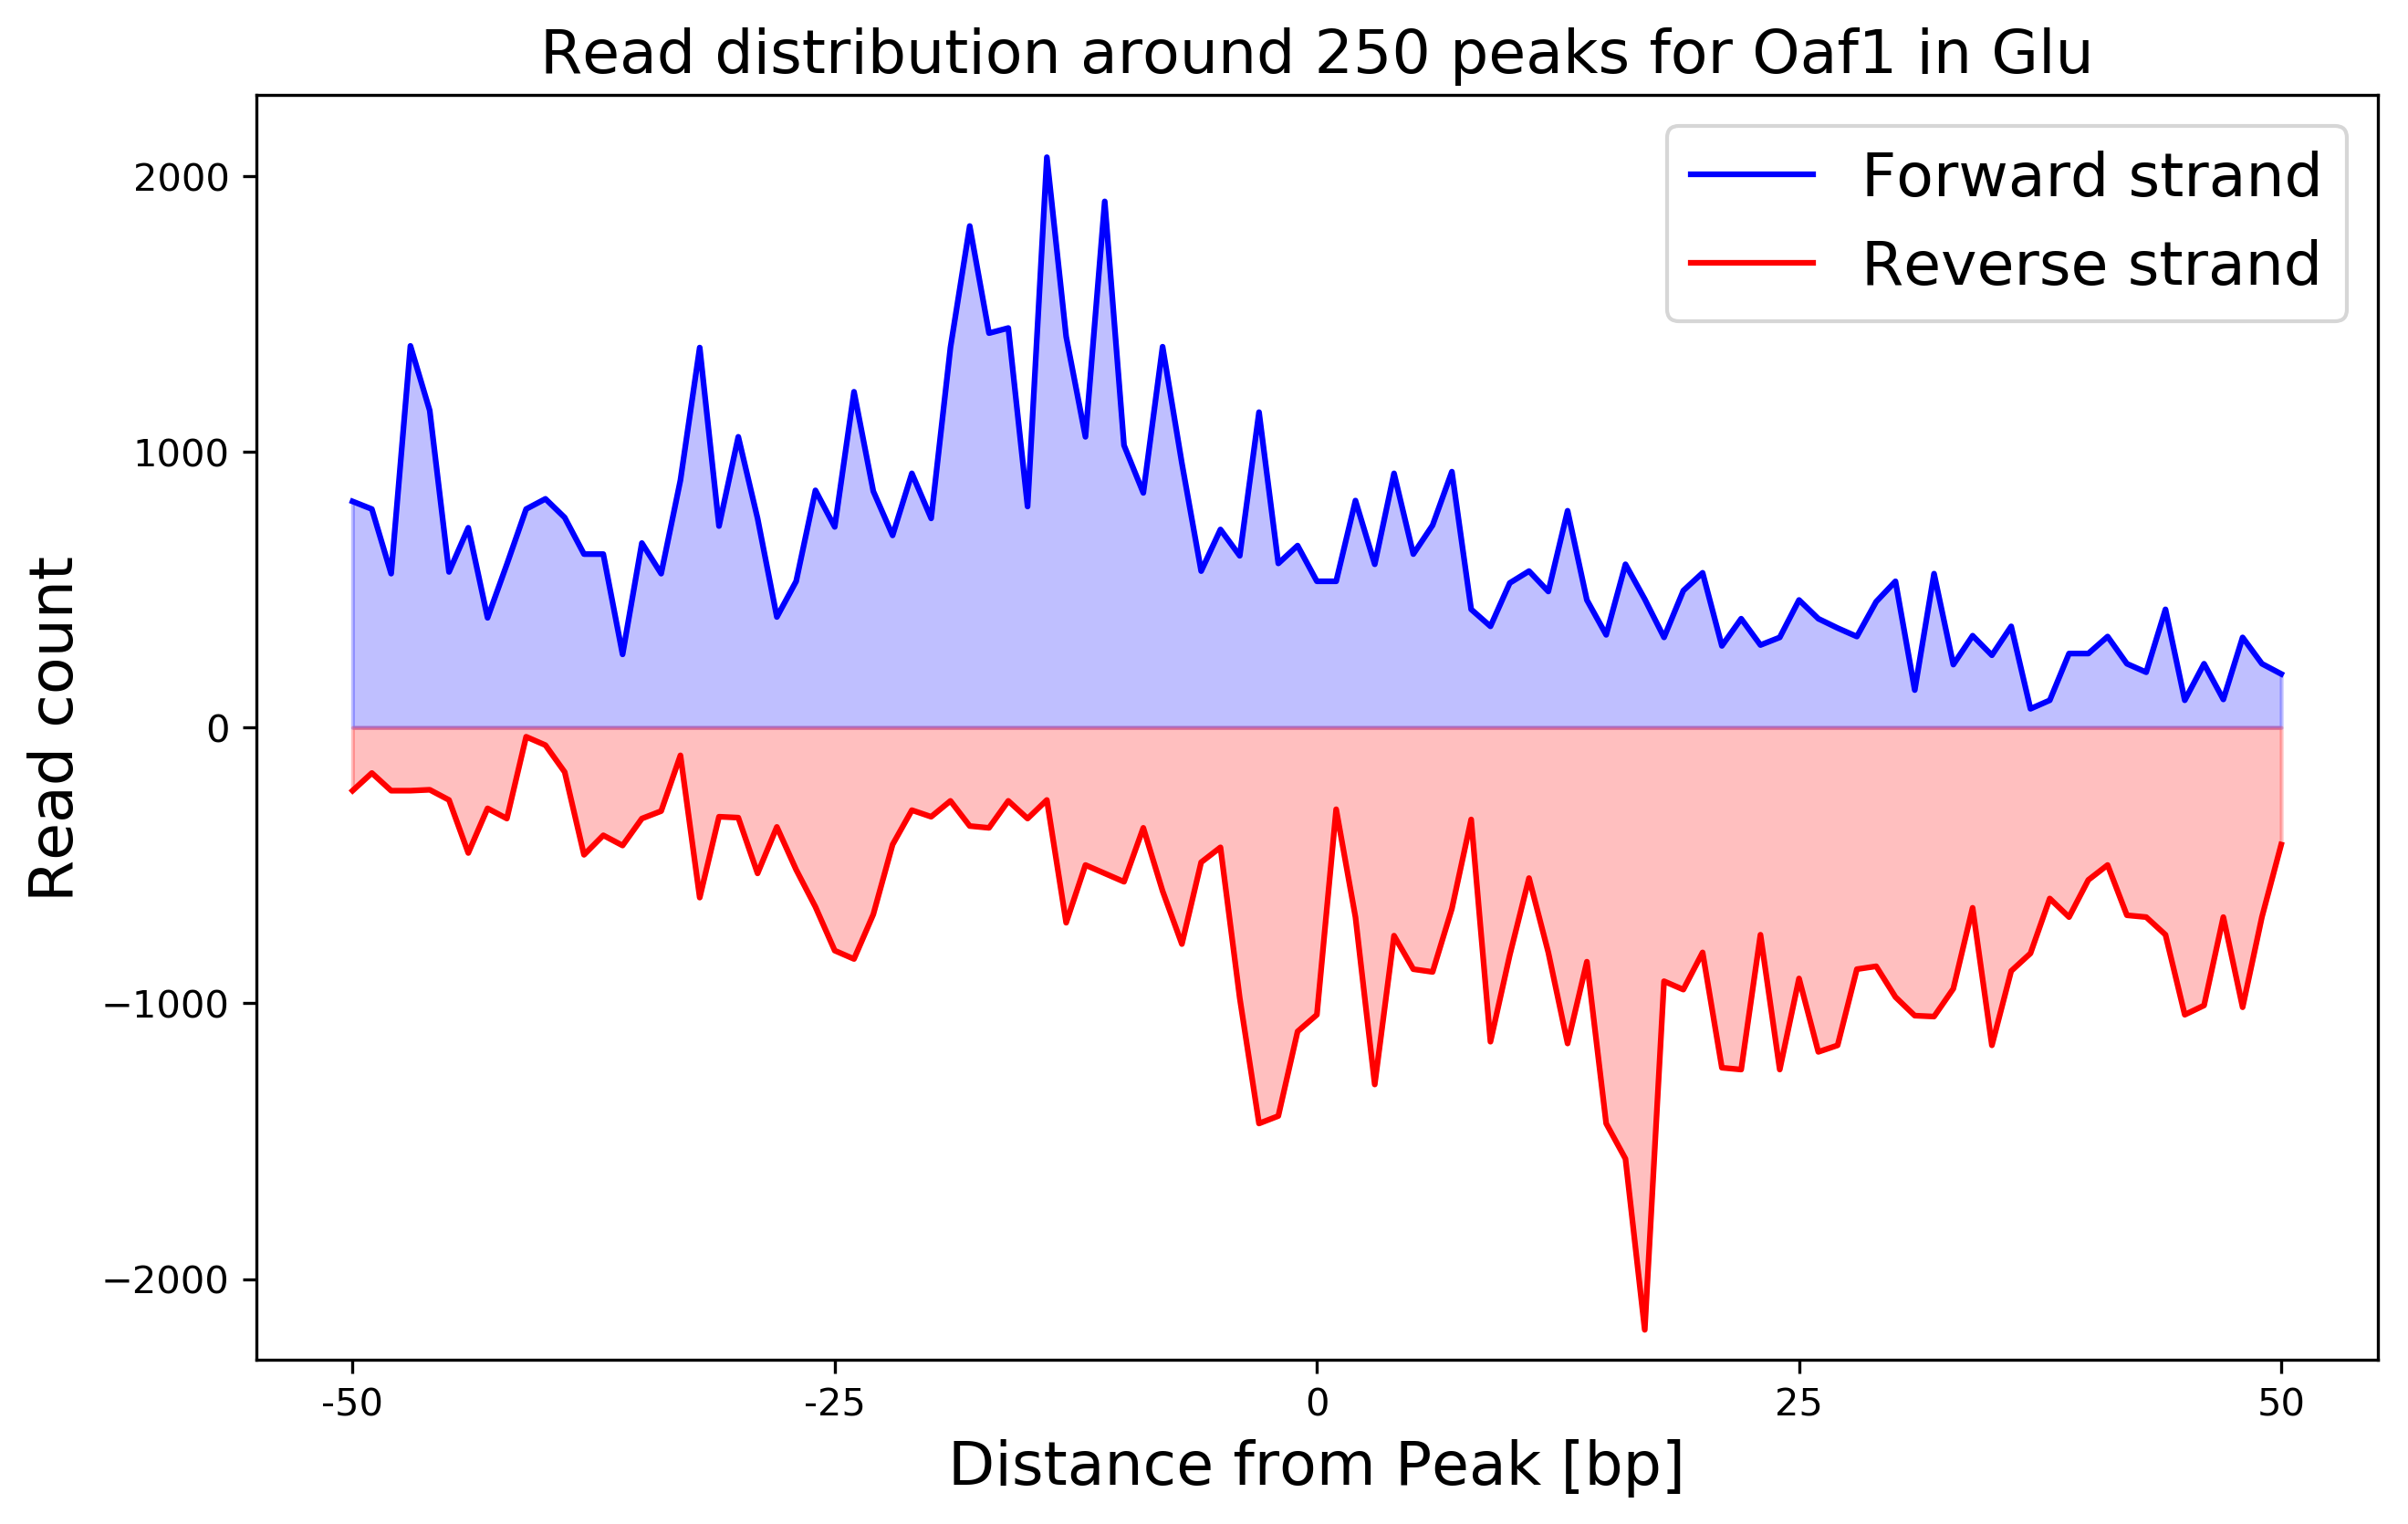 Read distribution around 250 peaks for Oaf1 in Glu
Forward strand
Reverse strand
Read count
2000
1000
0
−1000
−2000
-50 -25 0 25 50
Distance from Peak [bp]